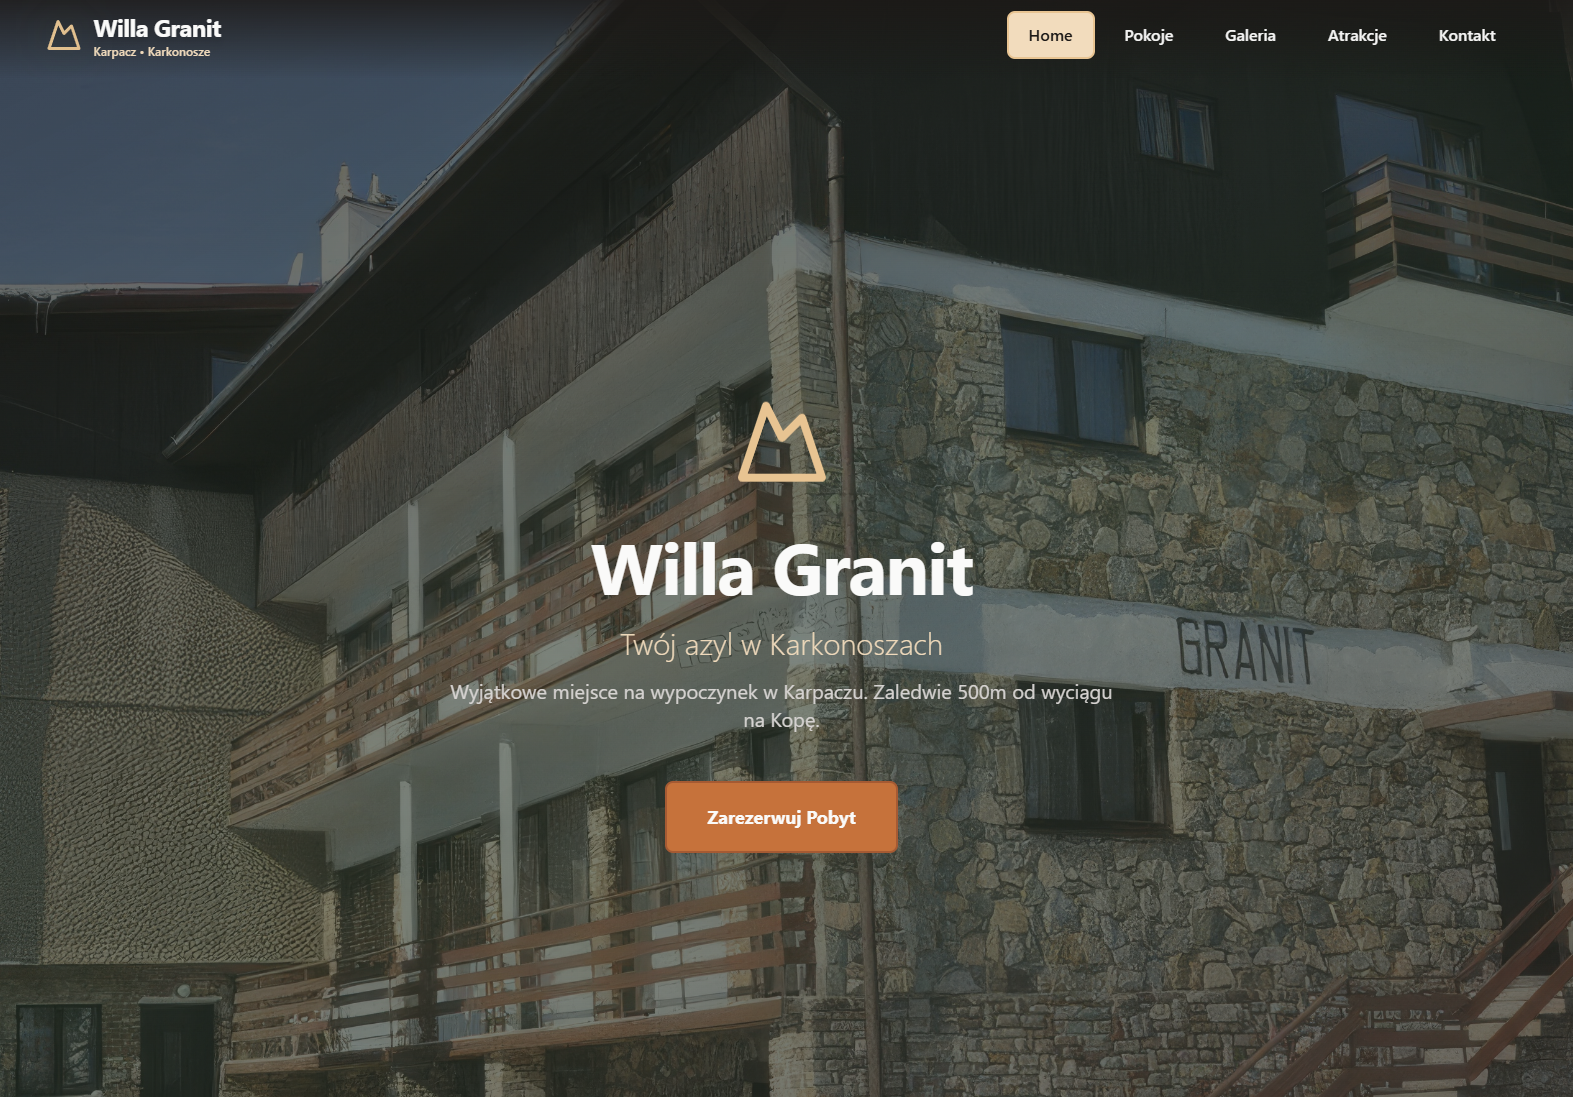 Willa Granit
Karpacz • Karkonosze
Home
Pokoje
Galeria
Atrakcje
Kontakt
Willa Granit
Twój azyl w Karkonoszach
Wyjątkowe miejsce na wypoczynek w Karpaczu. Zaledwie 500m od wyciągu
na Kopę.
GRANIT
Zarezerwuj Pobyt